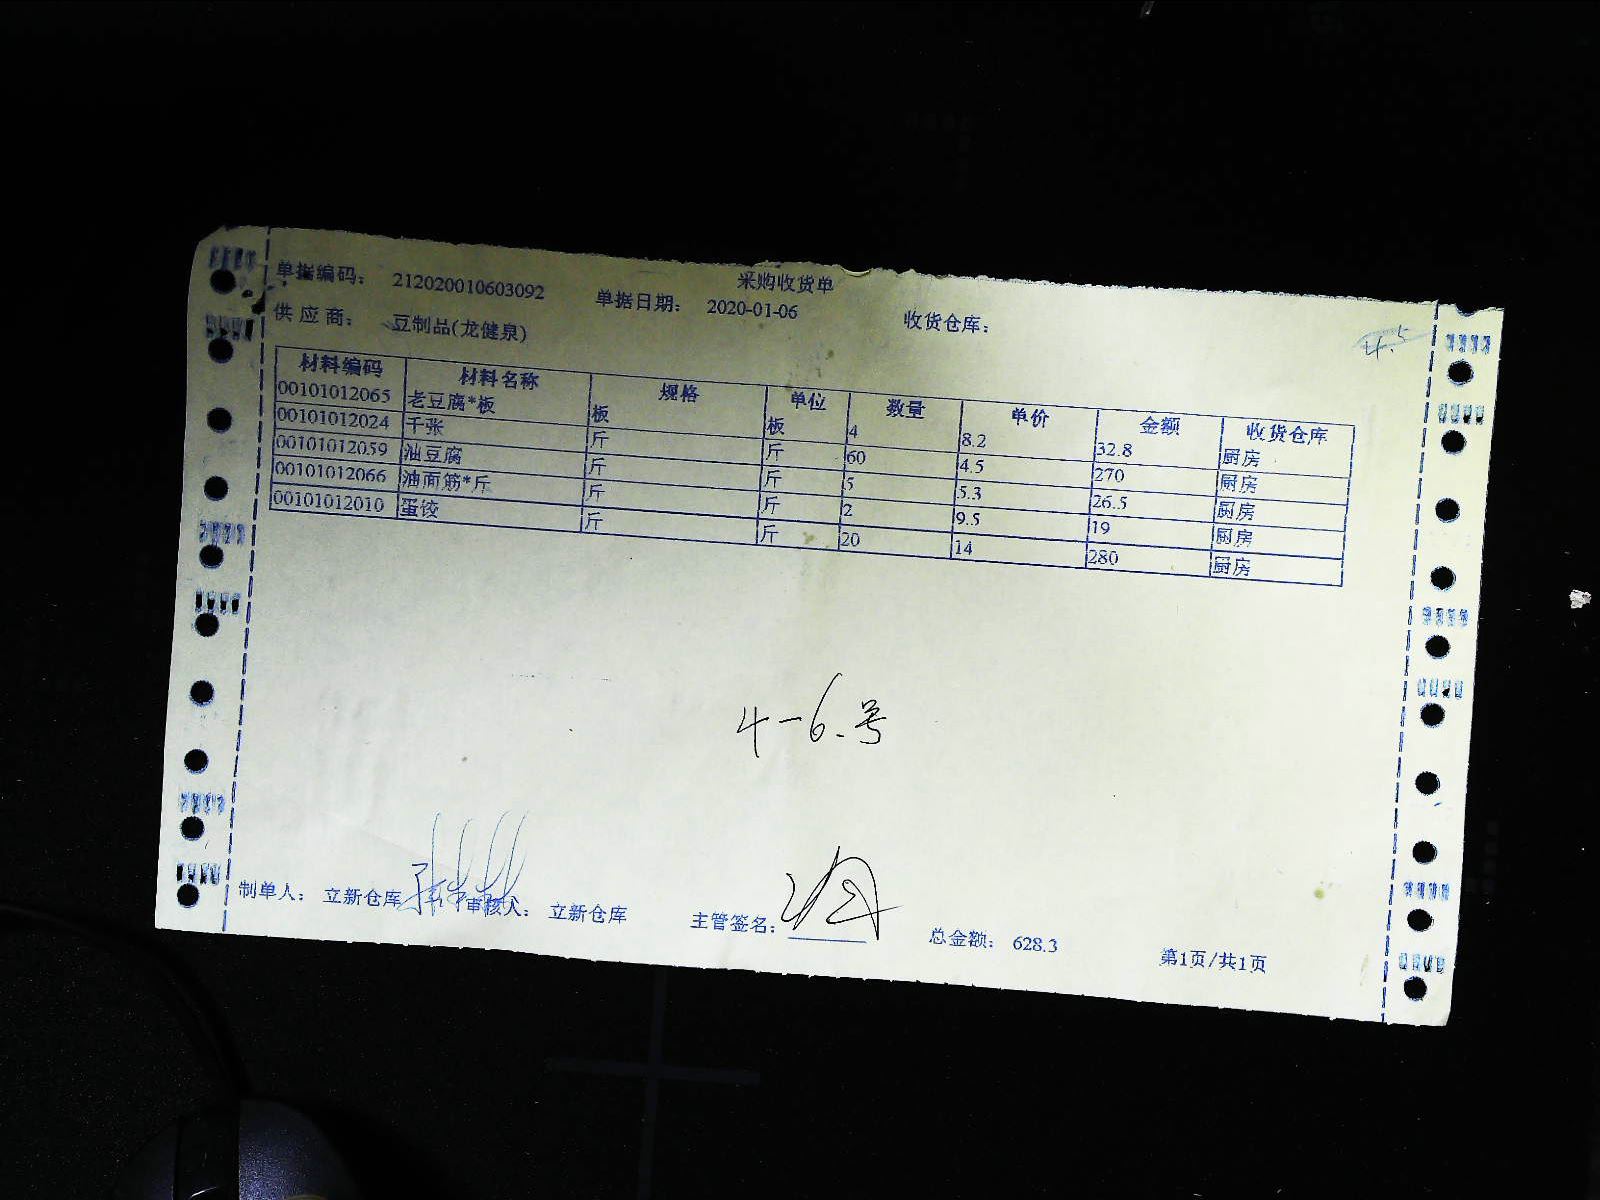 采购收货单
单据编码: 212020010603092 单据日期: 2020-01-06 收货仓库:
供应商: 豆制品(龙健泉)
4.5
材料编码 材料名称 规格 单位 数量 单价 金额 收货仓库
00101012065 老豆腐*板 板 板 4 8.2 32.8 厨房
00101012024 千张 斤 斤 60 4.5 270 厨房
00101012059 油豆腐 斤 斤 5 5.3 26.5 厨房
00101012066 油面筋*斤 斤 斤 2 9.5 19 厨房
00101012010 蛋饺 斤 斤 20 14 280 厨房
4-6.号
制单人: 立新仓库 审核人: 立新仓库 主管签名: 总金额: 628.3 第1页/共1页